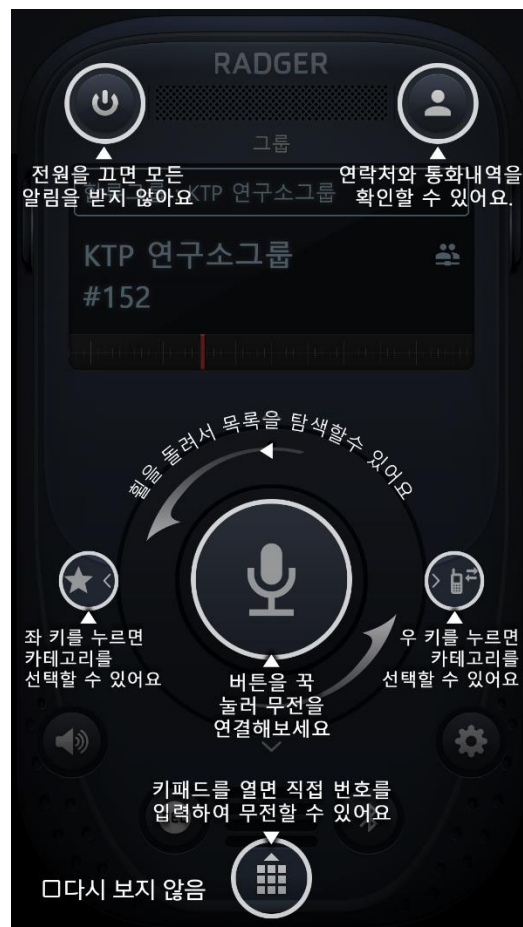 RADGER
그룹
전원을 끄면 모든
알림을 받지 않아요
연락처와 통화내역을
확인할 수 있어요.
KTP 연구소그룹
KTP 연구소그룹
#152
휠을 돌려서 목록을 탐색할수 있어요
좌 키를 누르면
카테고리를
선택할 수 있어요
우 키를 누르면
카테고리를
선택할 수 있어요
버튼을 꾹
눌러 무전을
연결해보세요
키패드를 열면 직접 번호를
입력하여 무전할 수 있어요
다시 보지 않음